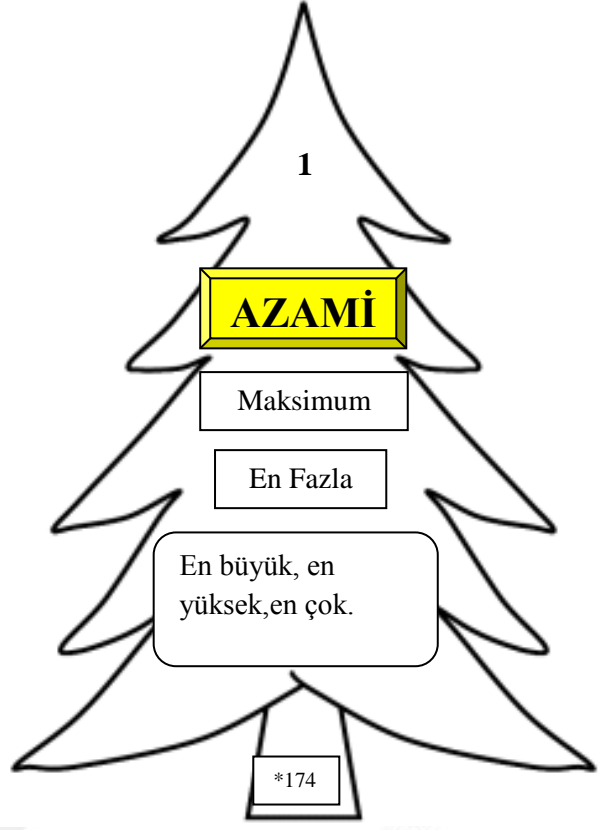 1
AZAMİ
Maksimum
En Fazla
En büyük, en
yüksek,en çok.
*174